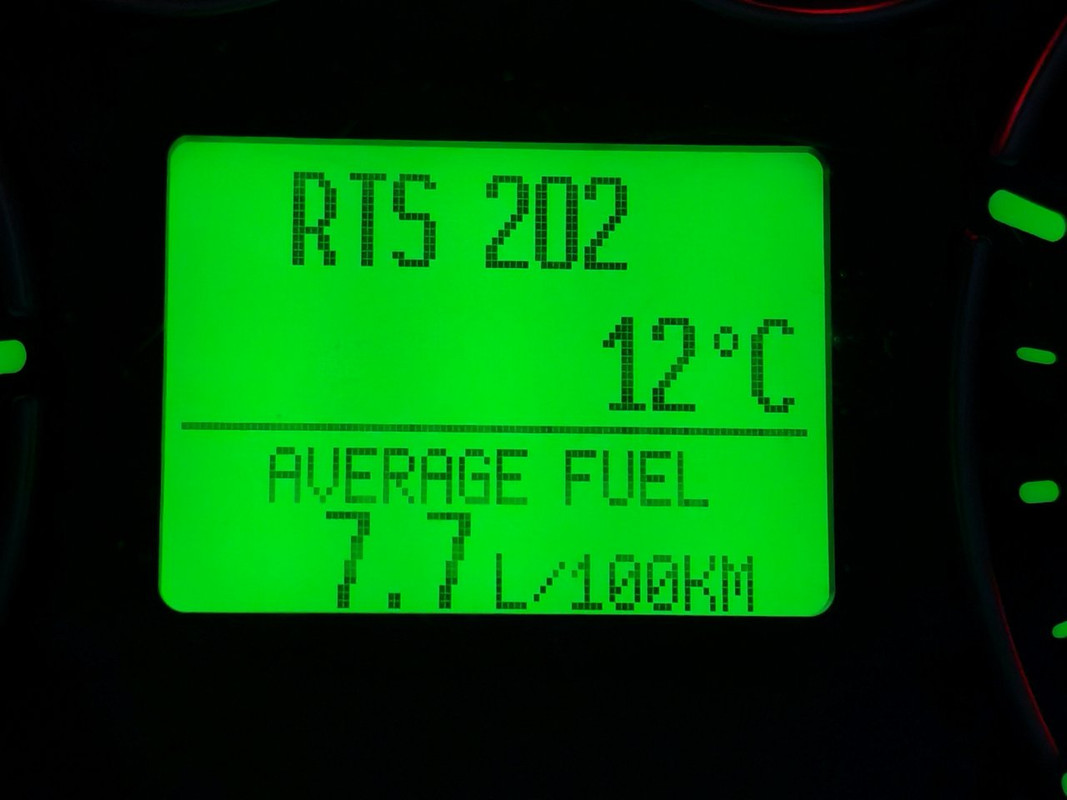 RTS 202
12°C
AVERAGE FUEL
7.7 L/100KM